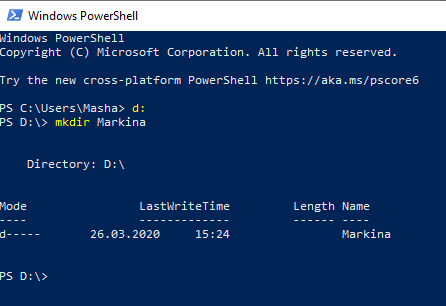 Windows PowerShell
Windows PowerShell
Copyright (C) Microsoft Corporation. All rights reserved.
Try the new cross-platform PowerShell https://aka.ms/pscore6
PS C:\Users\Masha> d:
PS D:\> mkdir Markina
Directory: D:\
Mode LastWriteTime Length Name
---- ------------- ------ ----
d----- 26.03.2020 15:24 Markina
PS D:\>